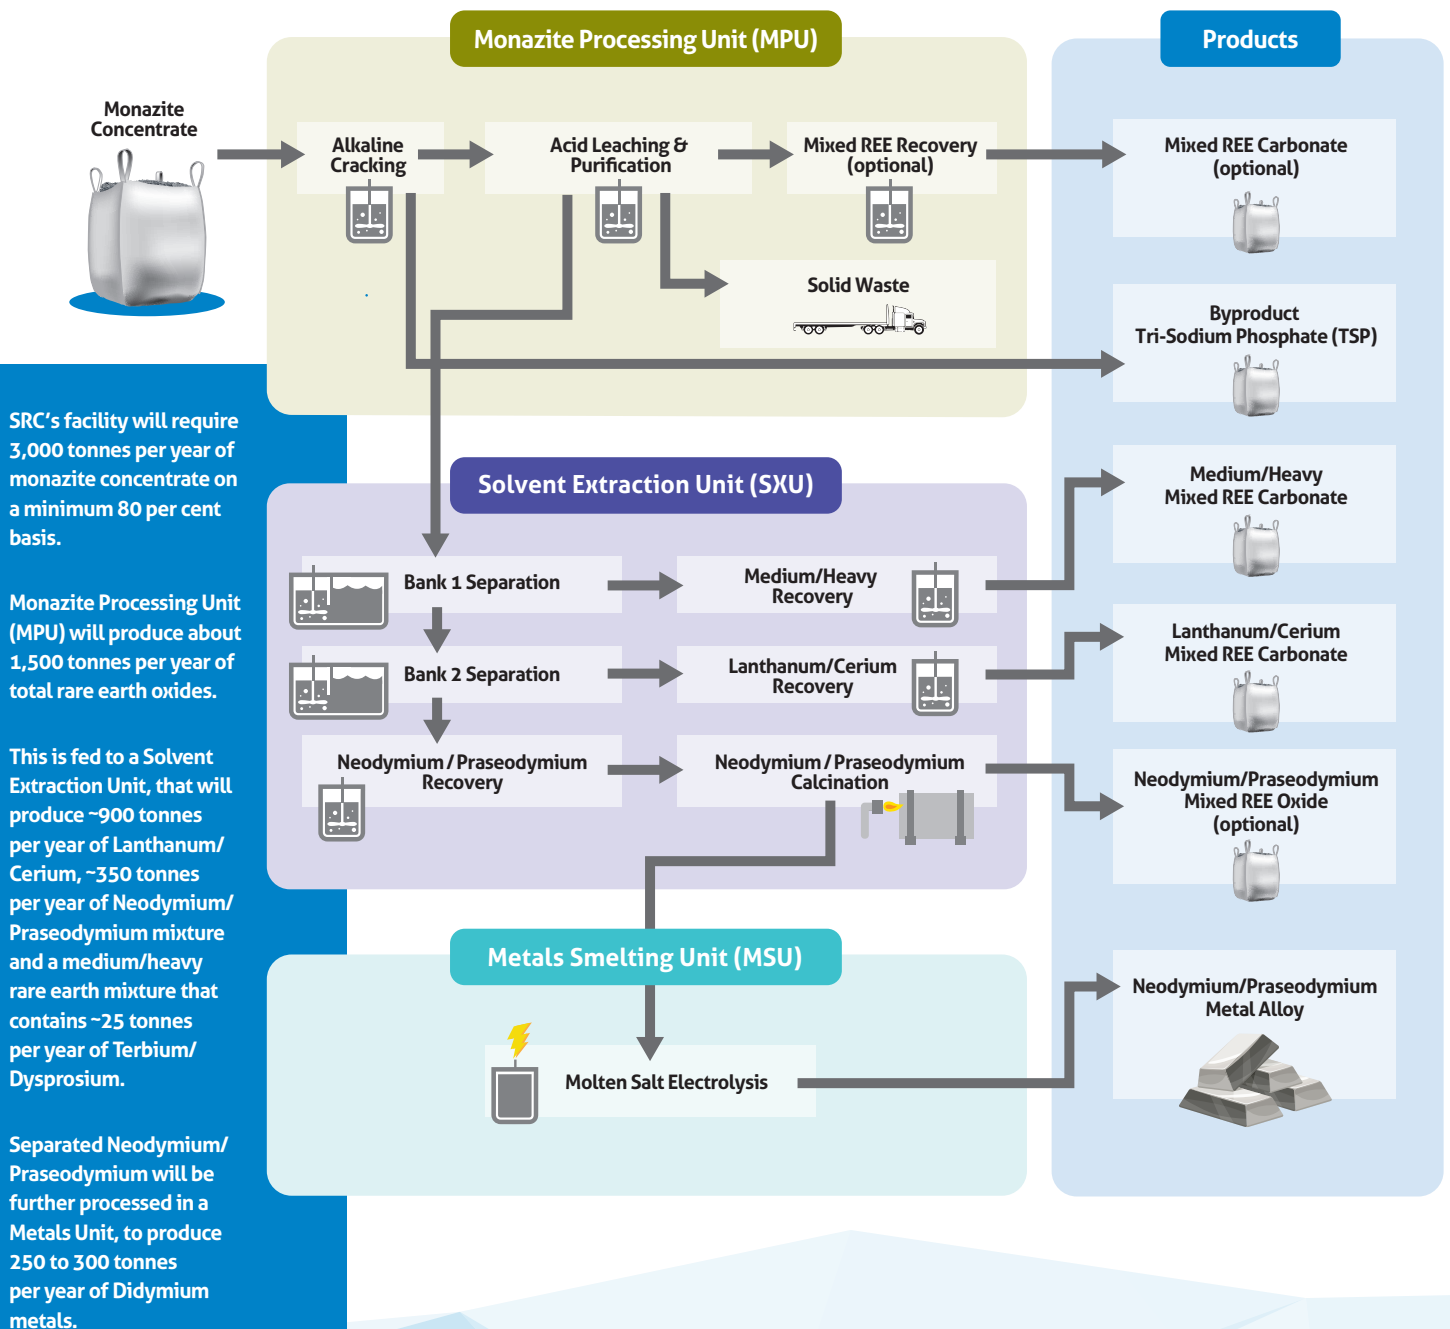 Monazite Processing Unit (MPU)
Products
Monazite
Concentrate
Alkaline
Cracking
Acid Leaching &
Purification
Mixed REE Recovery
(optional)
Mixed REE Carbonate
(optional)
Solid Waste
Byproduct
Tri-Sodium Phosphate (TSP)
SRC's facility will require
3,000 tonnes per year of
monazite concentrate on
a minimum 80 per cent
basis.
Monazite Processing Unit
(MPU) will produce about
1,500 tonnes per year of
total rare earth oxides.
This is fed to a Solvent
Extraction Unit, that will
produce ~900 tonnes
per year of Lanthanum/
Cerium, ~350 tonnes
per year of Neodymium/
Praseodymium mixture
and a medium/heavy
rare earth mixture that
contains ~25 tonnes
per year of Terbium/
Dysprosium.
Separated Neodymium/
Praseodymium will be
further processed in a
Metals Unit, to produce
250 to 300 tonnes
per year of Didymium
metals.
Solvent Extraction Unit (SXU)
Bank 1 Separation
Medium/Heavy
Recovery
Medium/Heavy
Mixed REE Carbonate
Bank 2 Separation
Lanthanum/Cerium
Recovery
Lanthanum/Cerium
Mixed REE Carbonate
Neodymium / Praseodymium
Recovery
Neodymium / Praseodymium
Calcination
Neodymium/Praseodymium
Mixed REE Oxide
(optional)
Metals Smelting Unit (MSU)
Molten Salt Electrolysis
Neodymium/Praseodymium
Metal Alloy